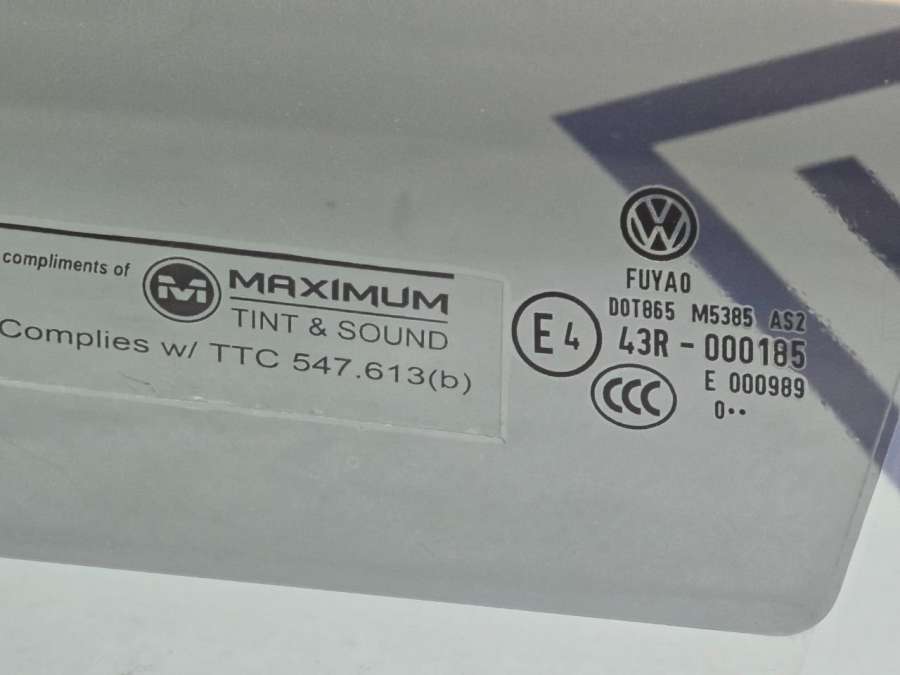 compliments of
MAXIMUM
TINT & SOUND
Complies w/ TTC 547.613(b)
FUYAO
DOT865 M5385 AS2
E4
43R - 000185
CCC
E 000989
0••